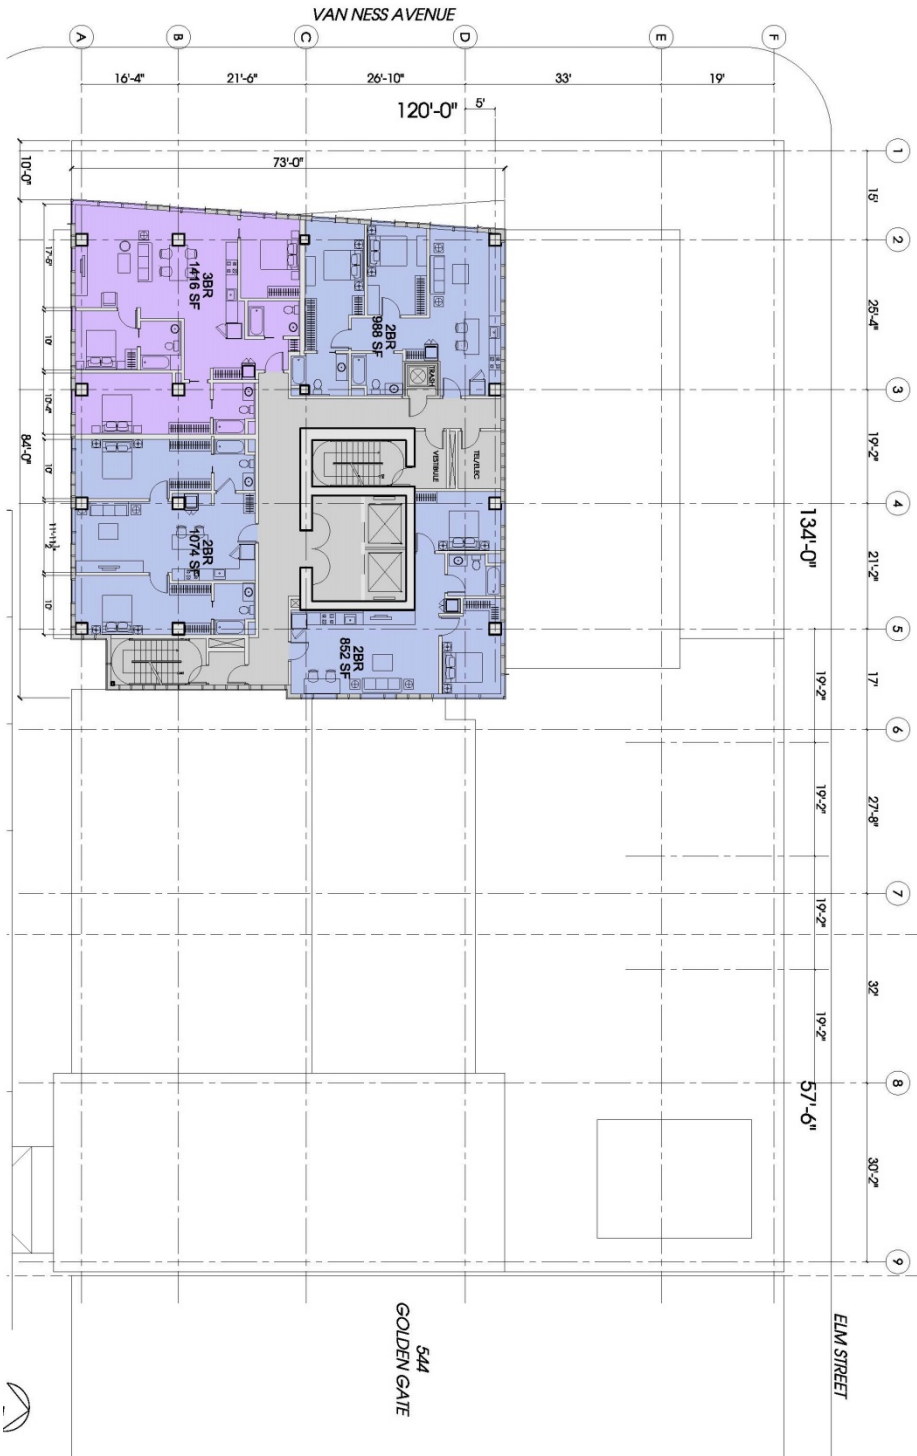 VAN NESS AVENUE
A
B
C
D
E
F
16'-4"
21'-6"
26'-10"
33'
19'
120'-0"
5'
73'-0"
10'-0"
1
15'
2
25'-4"
3
19'-2"
4
21'-2"
5
17'
6
27'-8"
7
32'
8
30'-2"
9
17'-5"
10'
10'-4"
10'
11'-11½"
10'
84'-0"
3BR
1416 SF
2BR
988 SF
TRASH
VESTIBULE
TEL/ELEC
2BR
1074 SF
2BR
852 SF
134'-0"
19'-2"
19'-2"
19'-2"
19'-2"
57'-6"
544
GOLDEN GATE
ELM STREET